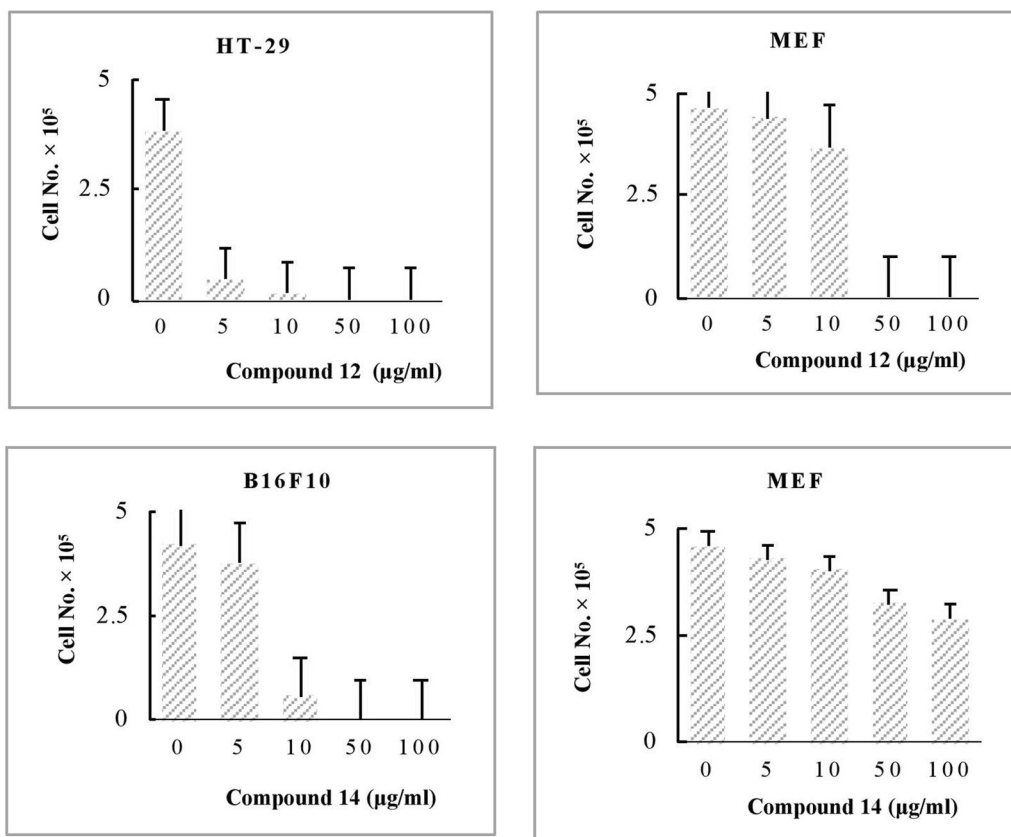 HT-29
5
2.5
0
Cell No. × 10⁵
0 5 10 50 100
Compound 12 (µg/ml)
MEF
5
2.5
0
Cell No. × 10⁵
0 5 10 50 100
Compound 12 (µg/ml)
B16F10
5
2.5
0
Cell No. × 10⁵
0 5 10 50 100
Compound 14 (µg/ml)
MEF
5
2.5
0
Cell No. × 10⁵
0 5 10 50 100
Compound 14 (µg/ml)